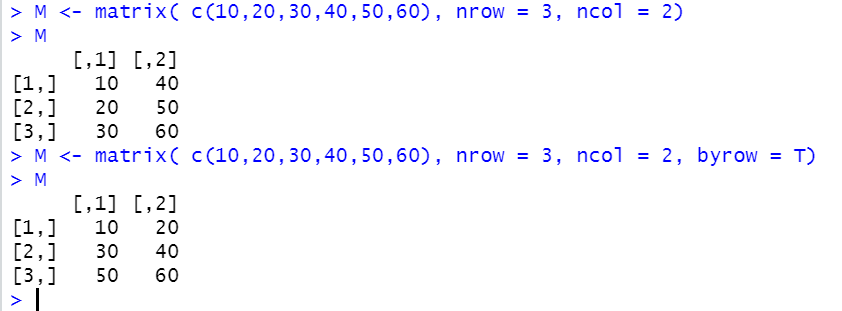 > M <- matrix( c(10,20,30,40,50,60), nrow = 3, ncol = 2)
> M
     [,1] [,2]
[1,]   10   40
[2,]   20   50
[3,]   30   60
> M <- matrix( c(10,20,30,40,50,60), nrow = 3, ncol = 2, byrow = T)
> M
     [,1] [,2]
[1,]   10   20
[2,]   30   40
[3,]   50   60
>